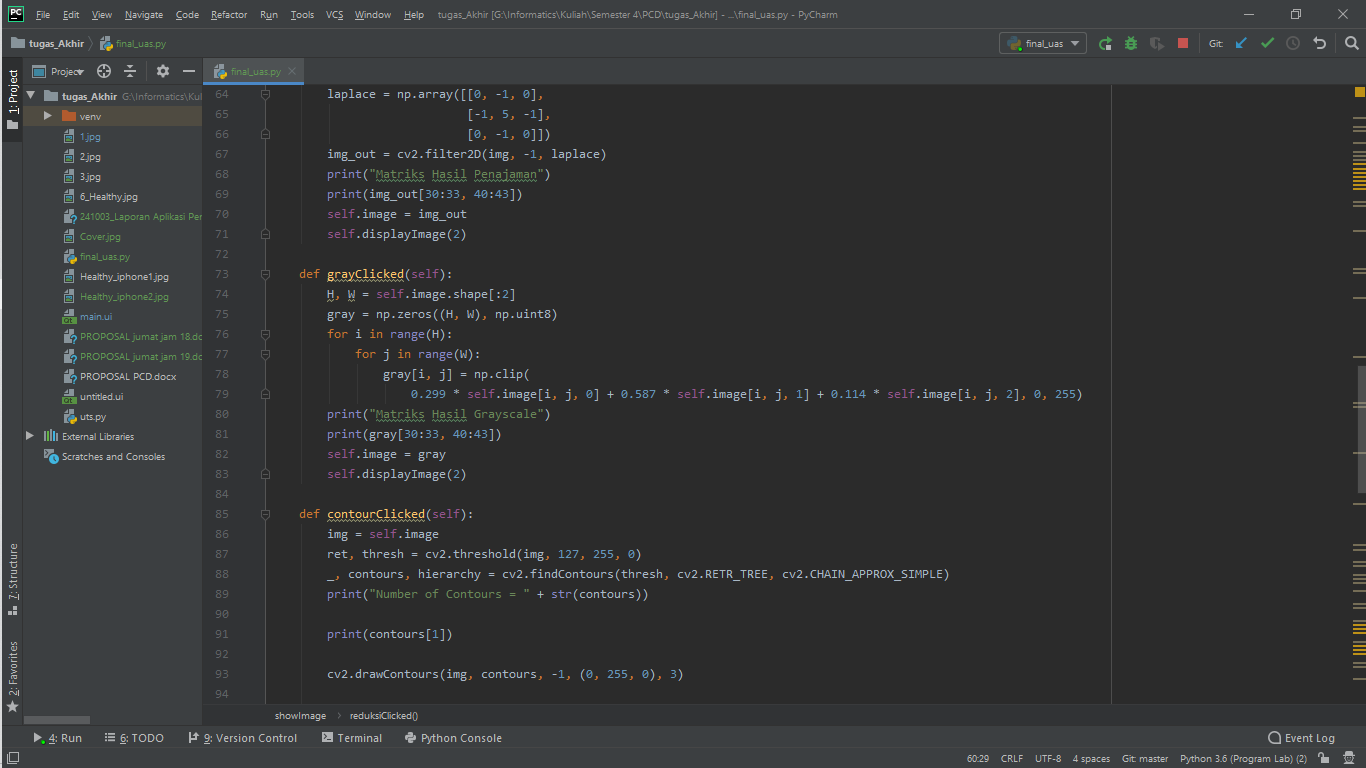 PC File Edit View Navigate Code Refactor Run Tools VCS Window Help tugas_Akhir [G:\Informatics\Kuliah\Semester 4\PCD\tugas_Akhir] - ...\final_uas.py - PyCharm
tugas_Akhir final_uas.py final_uas Git:
1: Project
Project final_uas.py
tugas_Akhir G:\Informatics\Kul
venv
1.jpg
2.jpg
3.jpg
6_Healthy.jpg
241003_Laporan Aplikasi Per
Cover.jpg
final_uas.py
Healthy_iphone1.jpg
Healthy_iphone2.jpg
main.ui
PROPOSAL jumat jam 18.do
PROPOSAL jumat jam 19.do
PROPOSAL PCD.docx
untitled.ui
uts.py
External Libraries
Scratches and Consoles
64 laplace = np.array([[0, -1, 0],
65 [-1, 5, -1],
66 [0, -1, 0]])
67 img_out = cv2.filter2D(img, -1, laplace)
68 print("Matriks Hasil Penajaman")
69 print(img_out[30:33, 40:43])
70 self.image = img_out
71 self.displayImage(2)
72
73 def grayClicked(self):
74 H, W = self.image.shape[:2]
75 gray = np.zeros((H, W), np.uint8)
76 for i in range(H):
77 for j in range(W):
78 gray[i, j] = np.clip(
79 0.299 * self.image[i, j, 0] + 0.587 * self.image[i, j, 1] + 0.114 * self.image[i, j, 2], 0, 255)
80 print("Matriks Hasil Grayscale")
81 print(gray[30:33, 40:43])
82 self.image = gray
83 self.displayImage(2)
84
85 def contourClicked(self):
86 img = self.image
87 ret, thresh = cv2.threshold(img, 127, 255, 0)
88 _, contours, hierarchy = cv2.findContours(thresh, cv2.RETR_TREE, cv2.CHAIN_APPROX_SIMPLE)
89 print("Number of Contours = " + str(contours))
90
91 print(contours[1])
92
93 cv2.drawContours(img, contours, -1, (0, 255, 0), 3)
94
7: Structure
2: Favorites
showImage reduksiClicked()
4: Run 6: TODO 9: Version Control Terminal Python Console Event Log
60:29 CRLF UTF-8 4 spaces Git: master Python 3.6 (Program Lab) (2)